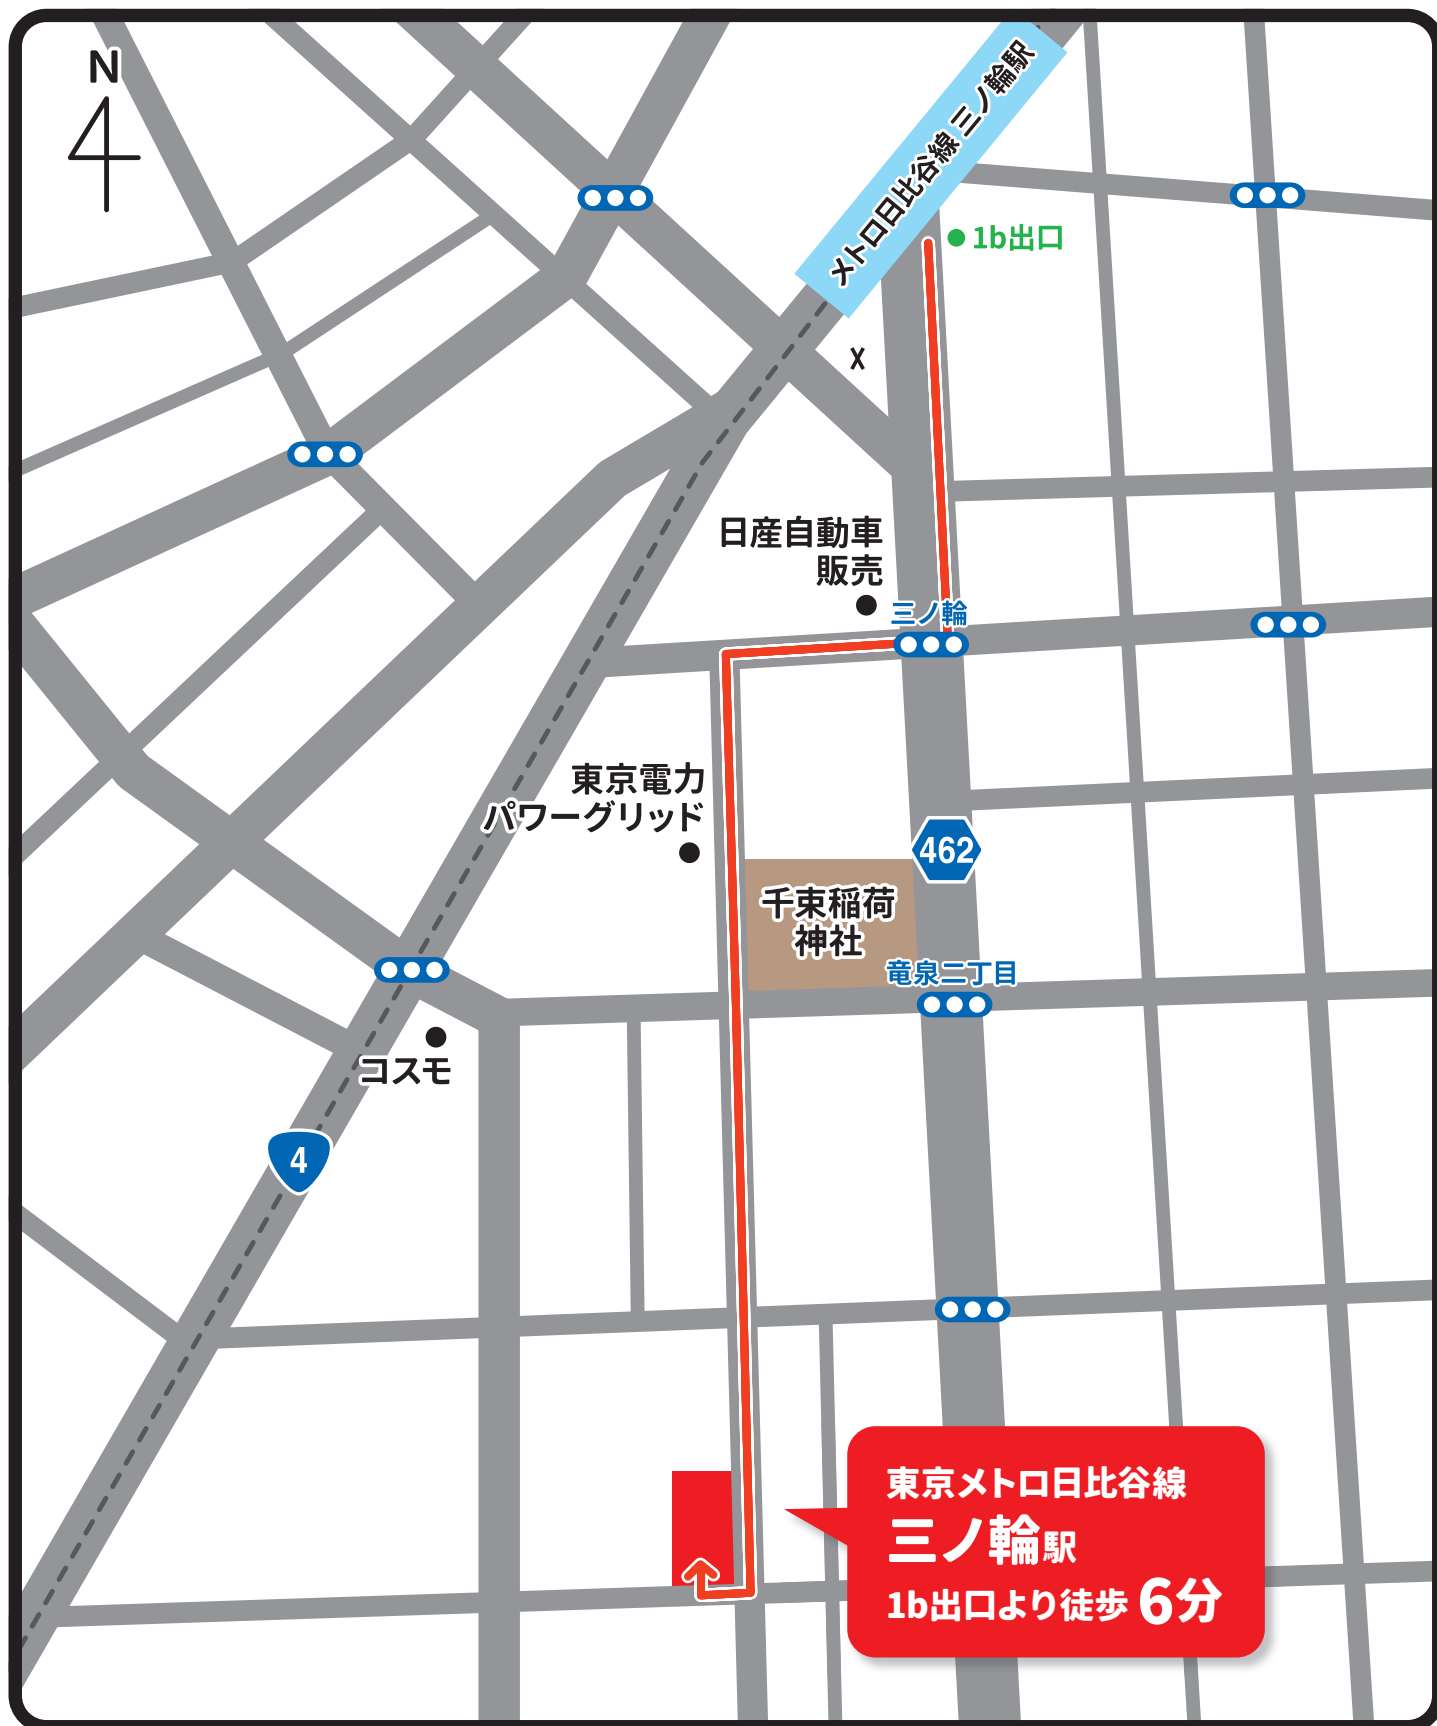 N
メトロ日比谷線 三ノ輪駅
1b出口
日産自動車
販売
三ノ輪
東京電力
パワーグリッド
462
千束稲荷
神社
竜泉二丁目
コスモ
4
東京メトロ日比谷線
三ノ輪駅
1b出口より徒歩 6分